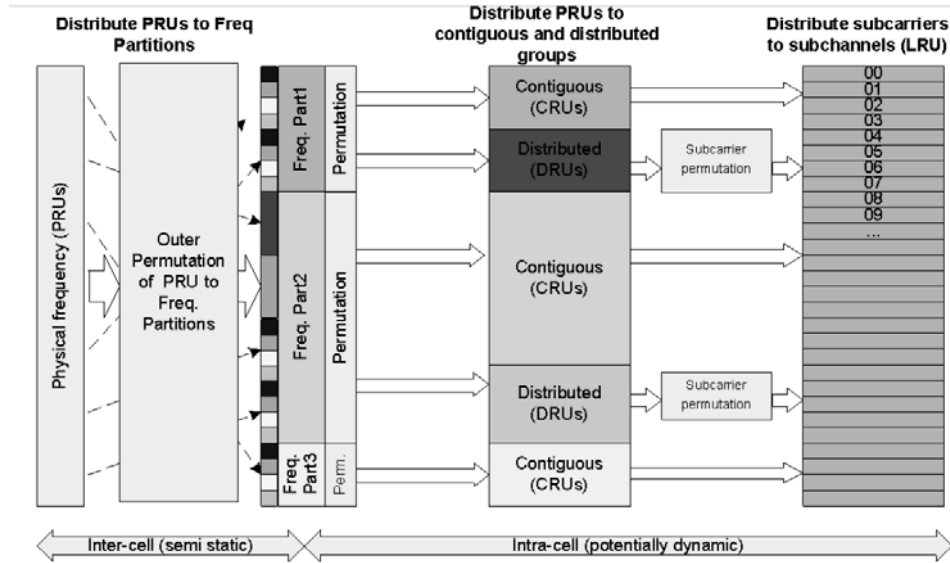 Distribute PRUs to Freq
Partitions
Distribute PRUs to
contiguous and distributed
groups
Distribute subcarriers
to subchannels (LRU)
Physical frequency (PRUs)
Outer
Permutation
of PRU to
Freq.
Partitions
Freq. Part1
Permutation
Freq. Part2
Permutation
Freq.
Part3
Perm.
Contiguous
(CRUs)
Distributed
(DRUs)
Contiguous
(CRUs)
Distributed
(DRUs)
Contiguous
(CRUs)
Subcarrier
permutation
Subcarrier
permutation
00
01
02
03
04
05
06
07
08
09
...
Inter-cell (semi static)
Intra-cell (potentially dynamic)